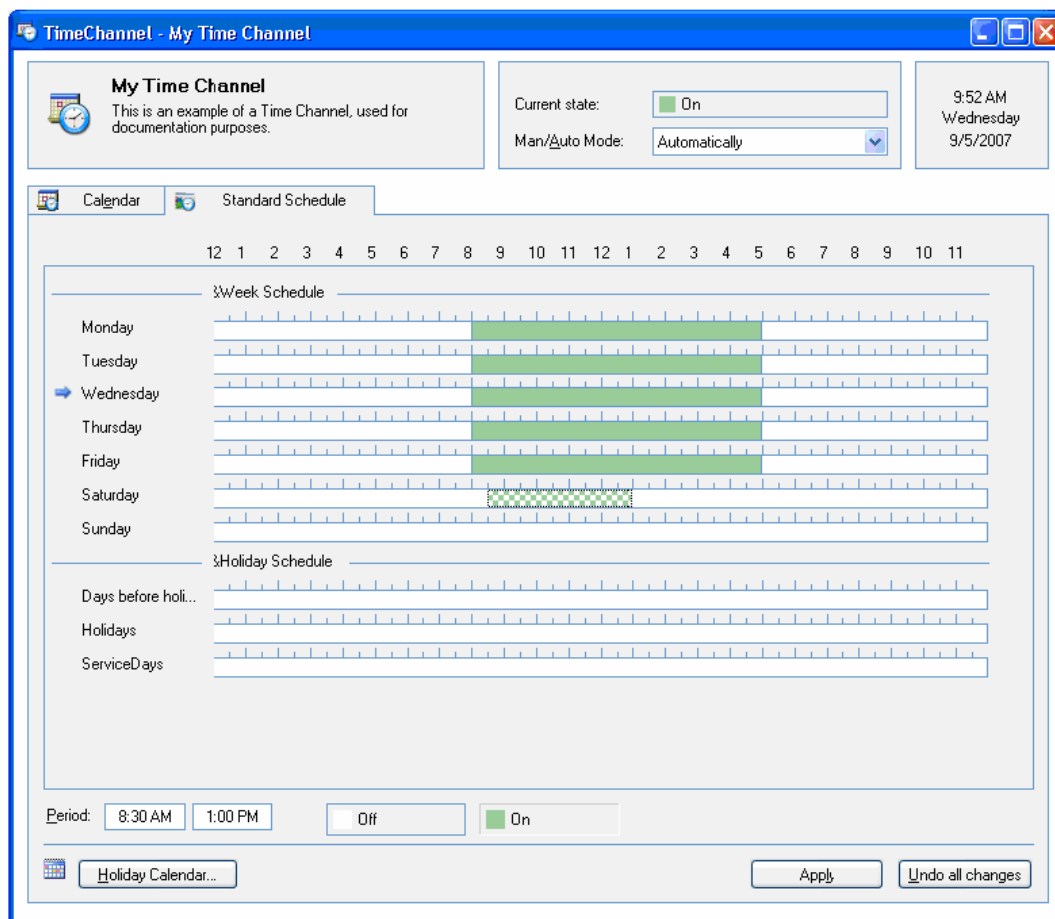 TimeChannel - My Time Channel
My Time Channel
This is an example of a Time Channel, used for
documentation purposes.
Current state:
On
Man/Auto Mode:
Automatically
9:52 AM
Wednesday
9/5/2007
Calendar
Standard Schedule
12 1 2 3 4 5 6 7 8 9 10 11 12 1 2 3 4 5 6 7 8 9 10 11
&Week Schedule
Monday
Tuesday
Wednesday
Thursday
Friday
Saturday
Sunday
&Holiday Schedule
Days before holi...
Holidays
ServiceDays
Period:
8:30 AM
1:00 PM
Off
On
Holiday Calendar...
Apply
Undo all changes